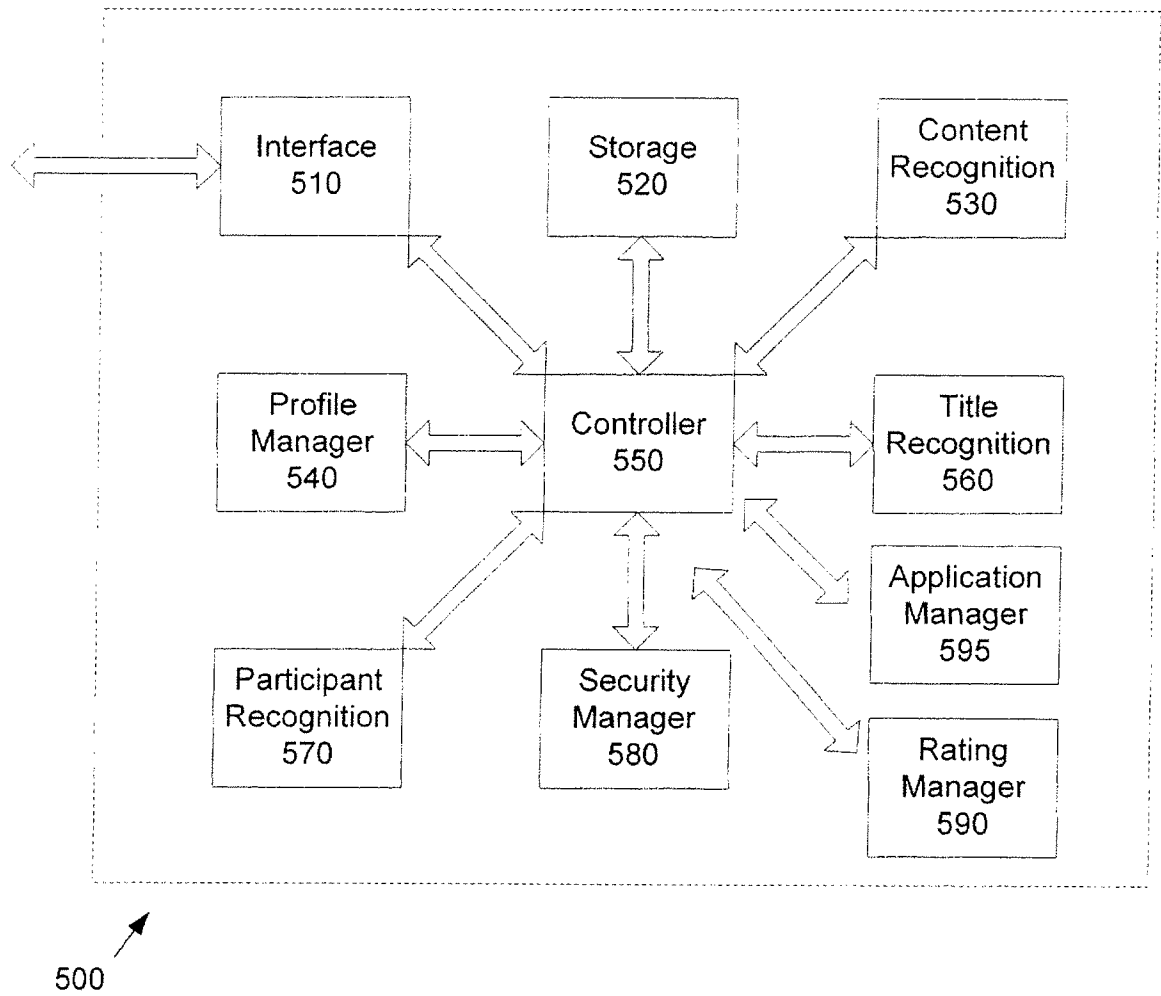 Interface
510
Storage
520
Content
Recognition
530
Profile
Manager
540
Controller
550
Title
Recognition
560
Application
Manager
595
Participant
Recognition
570
Security
Manager
580
Rating
Manager
590
500